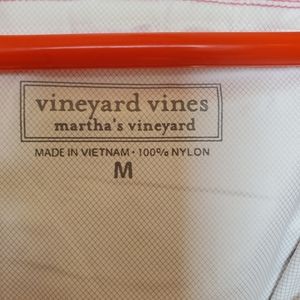 vineyard vines
martha's vineyard
MADE IN VIETNAM • 100% NYLON
M